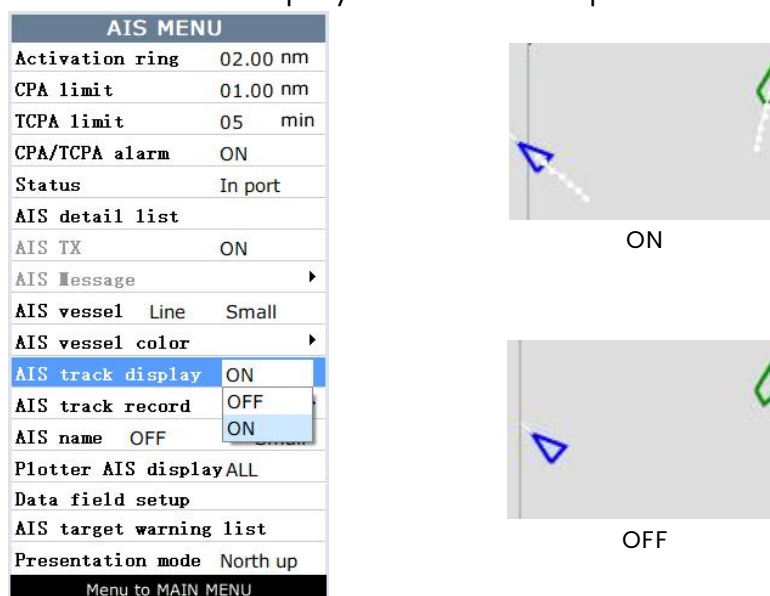 AIS MENU
Activation ring 02.00 nm
CPA limit 01.00 nm
TCPA limit 05 min
CPA/TCPA alarm ON
Status In port
AIS detail list
AIS TX ON
AIS Message
AIS vessel Line Small
AIS vessel color
AIS track display ON
AIS track record OFF
ON
AIS name OFF
Plotter AIS display ALL
Data field setup
AIS target warning list
Presentation mode North up
Menu to MAIN MENU
ON
OFF